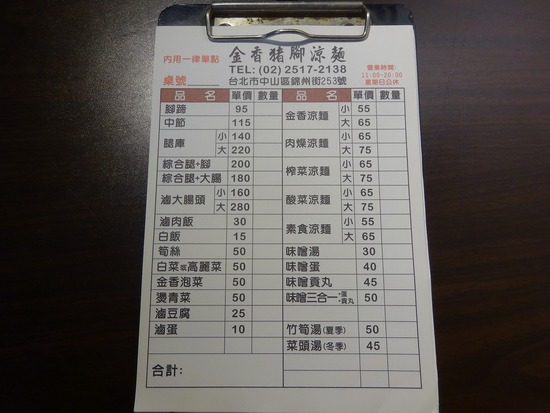 金香猪腳涼麵
內用一律單點
TEL: (02) 2517-2138
桌號
台北市中山區錦州街253號
營業時間:
11:00-20:00
星期日公休
品名 單價 數量 品名 單價 數量
腳蹄 95
中節 115
腿庫 小 140
大 220
綜合腿+腳 200
綜合腿+大腸 180
滷大腸頭 小 160
大 280
滷肉飯 30
白飯 15
筍絲 50
白菜或高麗菜 50
金香泡菜 50
燙青菜 50
滷豆腐 25
滷蛋 10
合計:
金香涼麵 小 55
大 65
肉燥涼麵 小 65
大 75
榨菜涼麵 小 65
大 75
酸菜涼麵 小 65
大 75
素食涼麵 小 55
大 65
味噌湯 30
味噌蛋 40
味噌貢丸 45
味噌三合一+蛋+貢丸 50
竹筍湯(夏季) 50
菜頭湯(冬季) 45